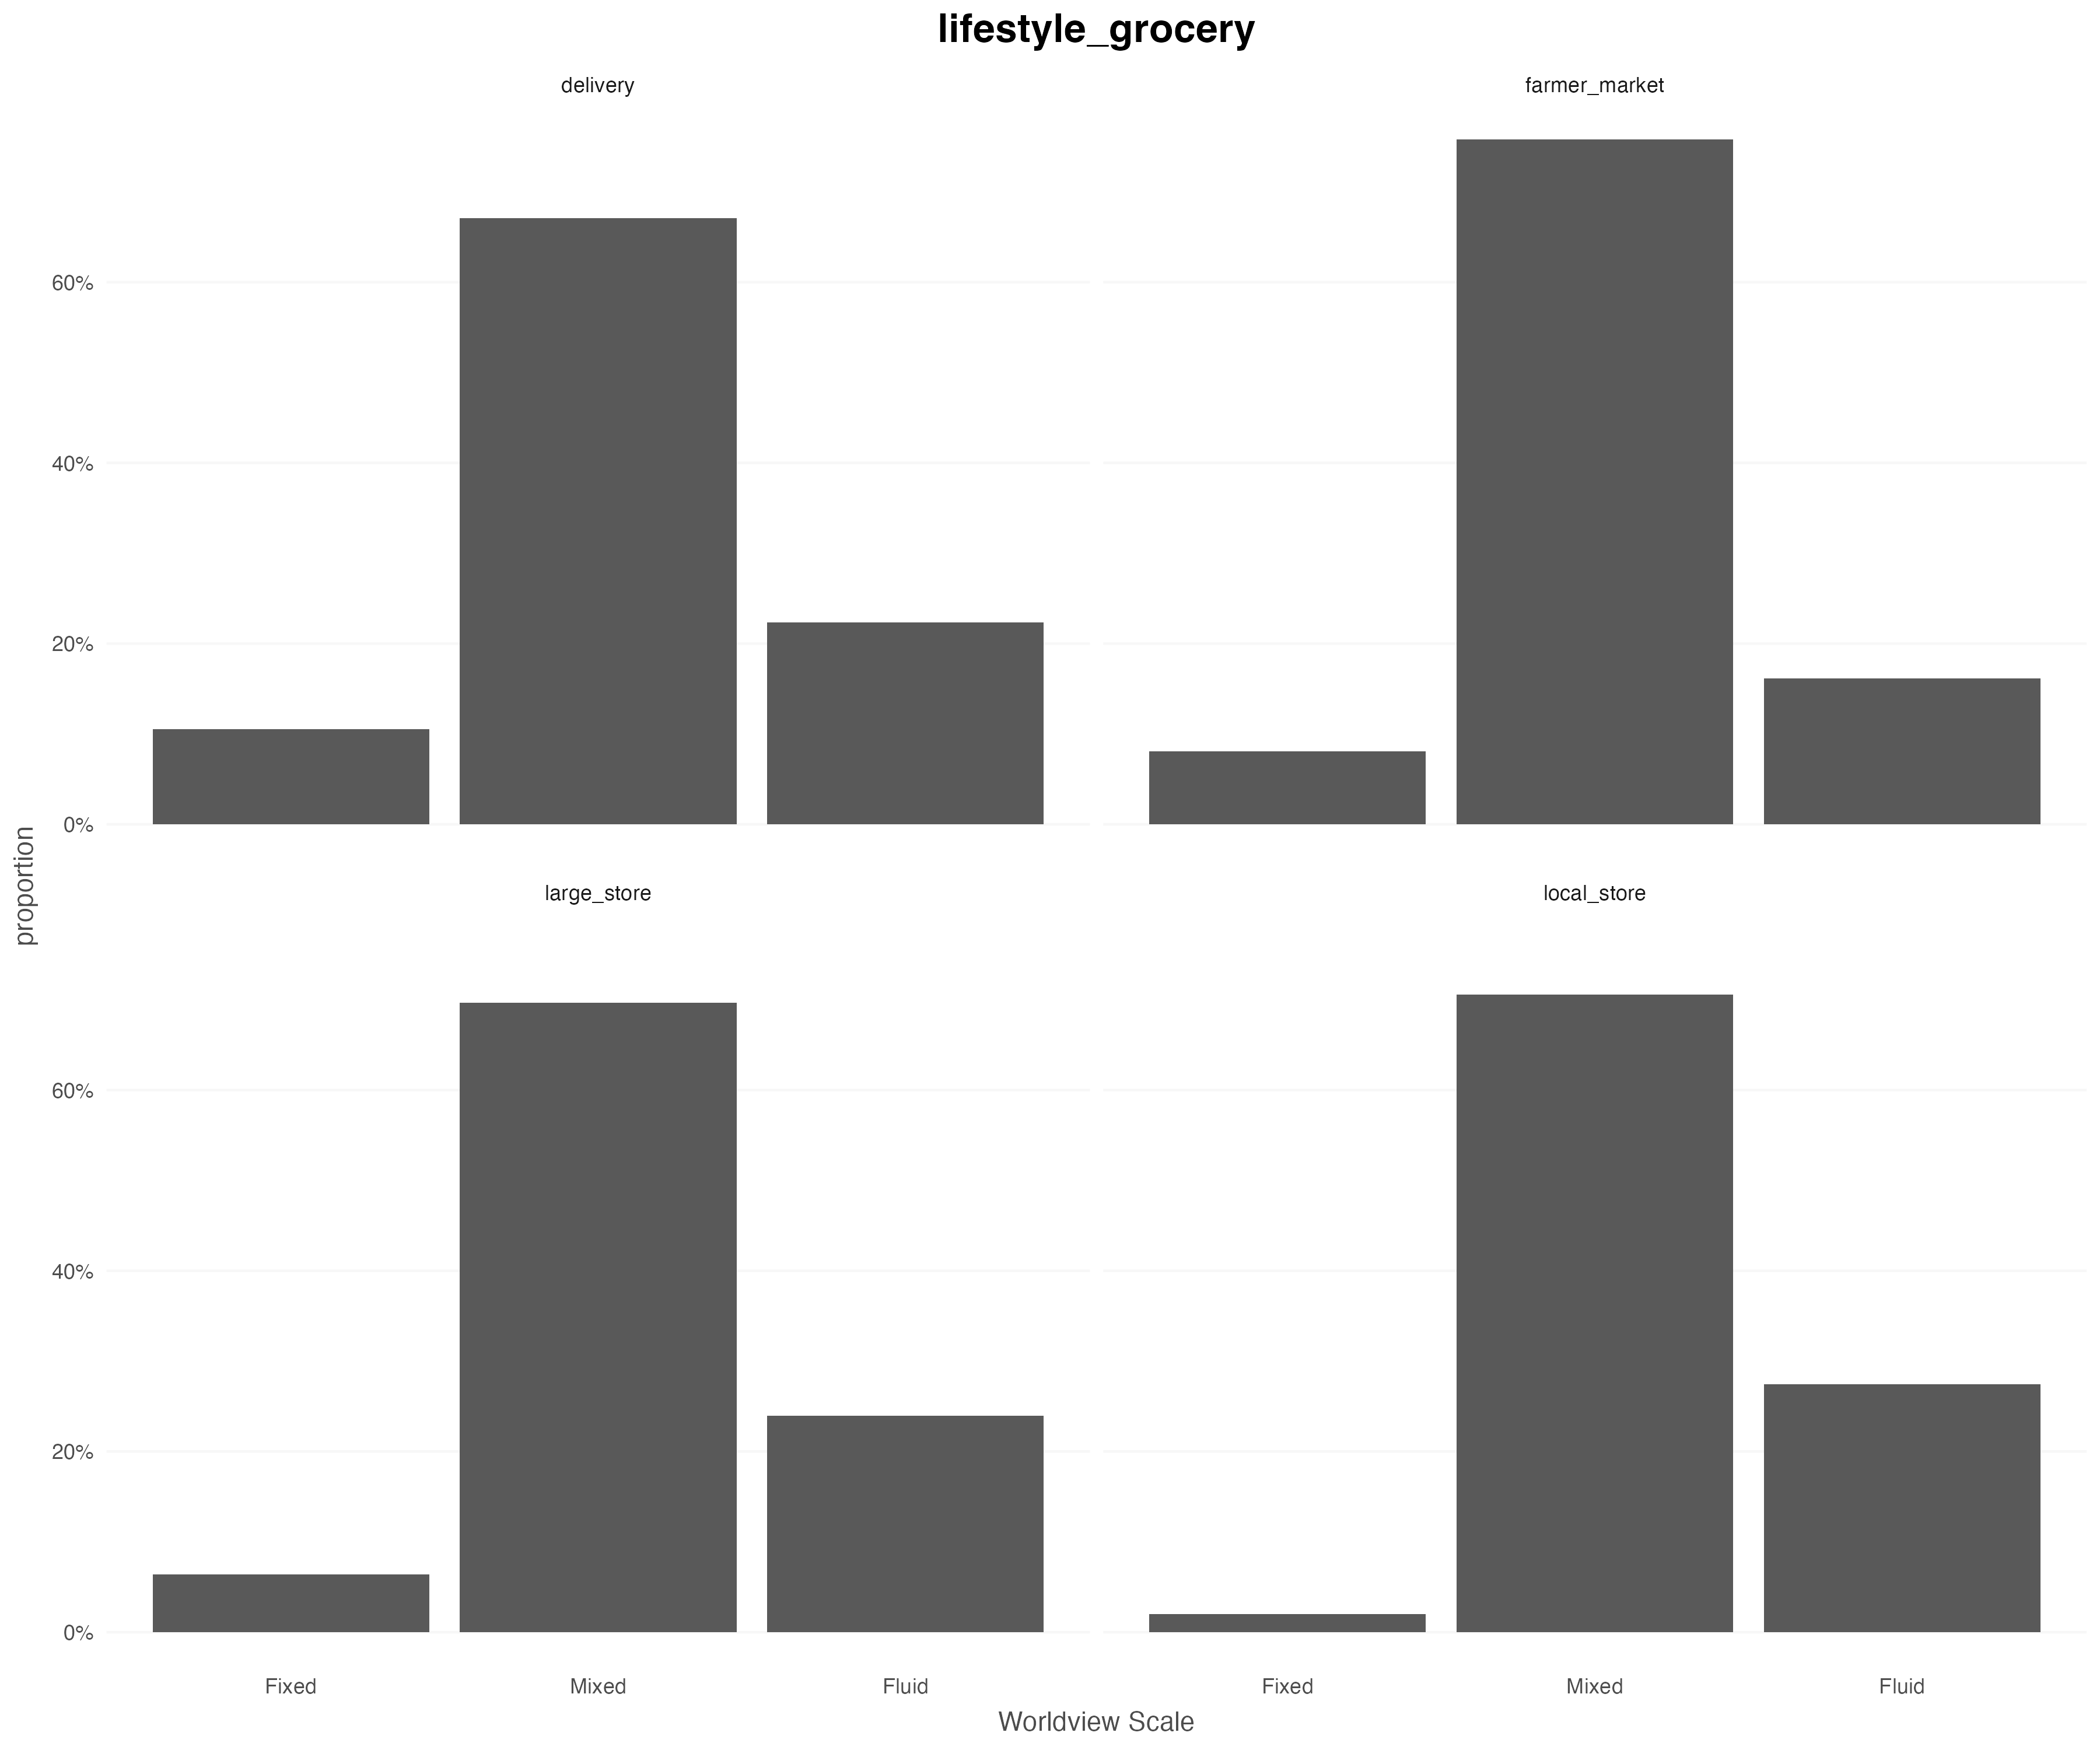 lifestyle_grocery
delivery
farmer_market
60%
40%
20%
0%
large_store
local_store
60%
40%
20%
0%
Fixed
Mixed
Fluid
Fixed
Mixed
Fluid
Worldview Scale
proportion